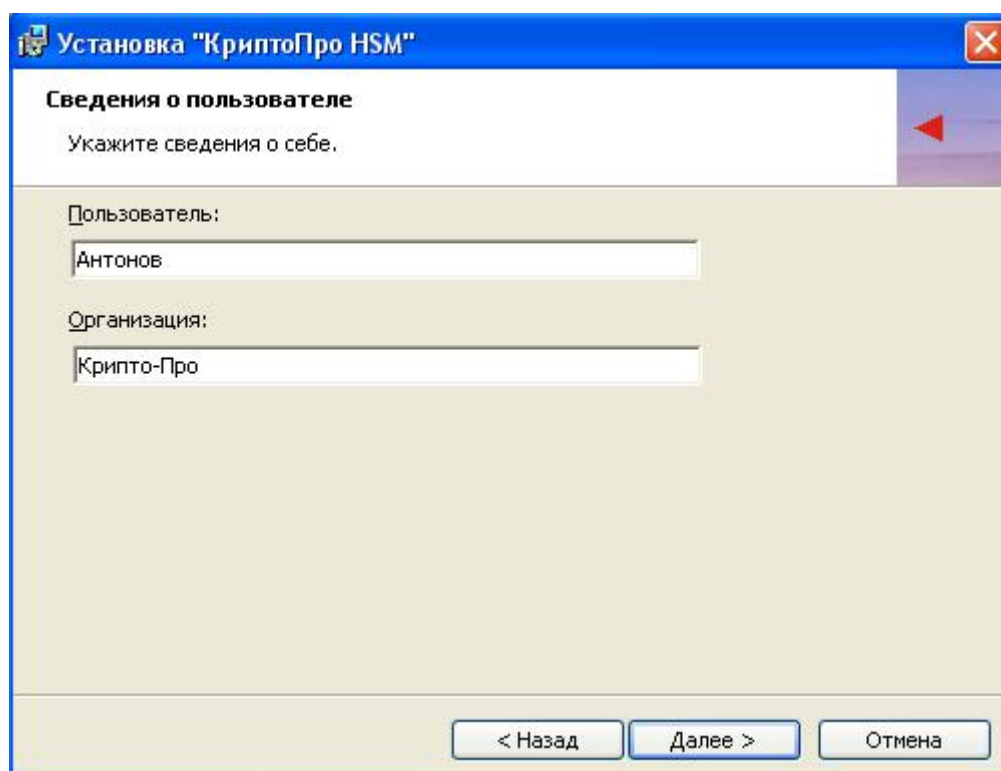 Установка "КриптоПро HSM"
Сведения о пользователе
Укажите сведения о себе.
Пользователь:
Антонов
Организация:
Крипто-Про
< Назад
Далее >
Отмена